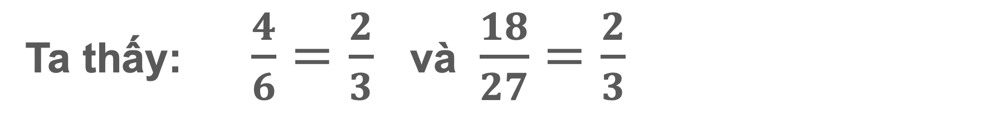 Ta thấy: 4/6 = 2/3 và 18/27 = 2/3